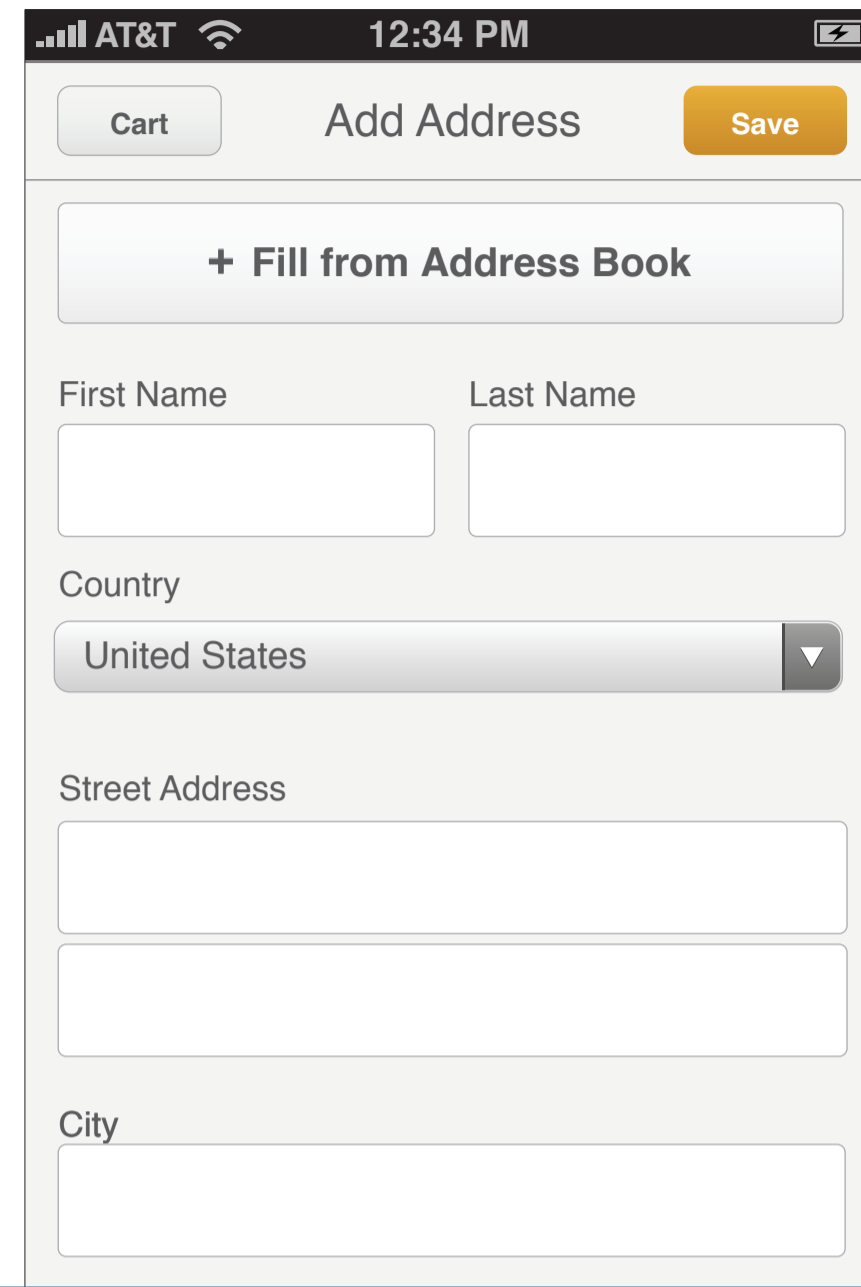 AT&T 12:34 PM
Cart Add Address Save
+ Fill from Address Book
First Name Last Name
Country
United States
Street Address
City